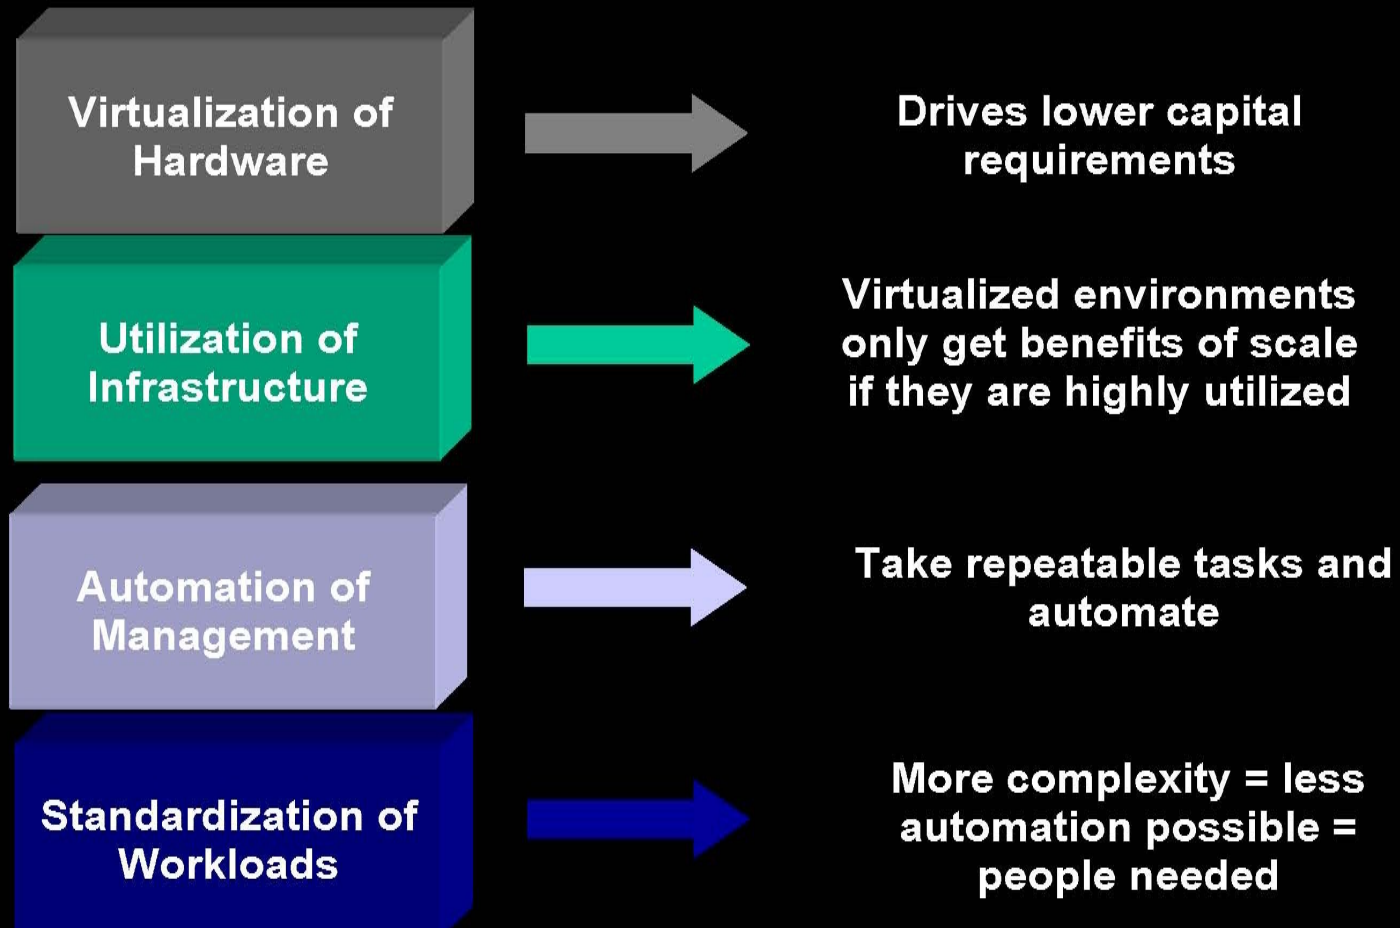 Virtualization of
Hardware
Drives lower capital
requirements
Utilization of
Infrastructure
Virtualized environments
only get benefits of scale
if they are highly utilized
Automation of
Management
Take repeatable tasks and
automate
Standardization of
Workloads
More complexity = less
automation possible =
people needed